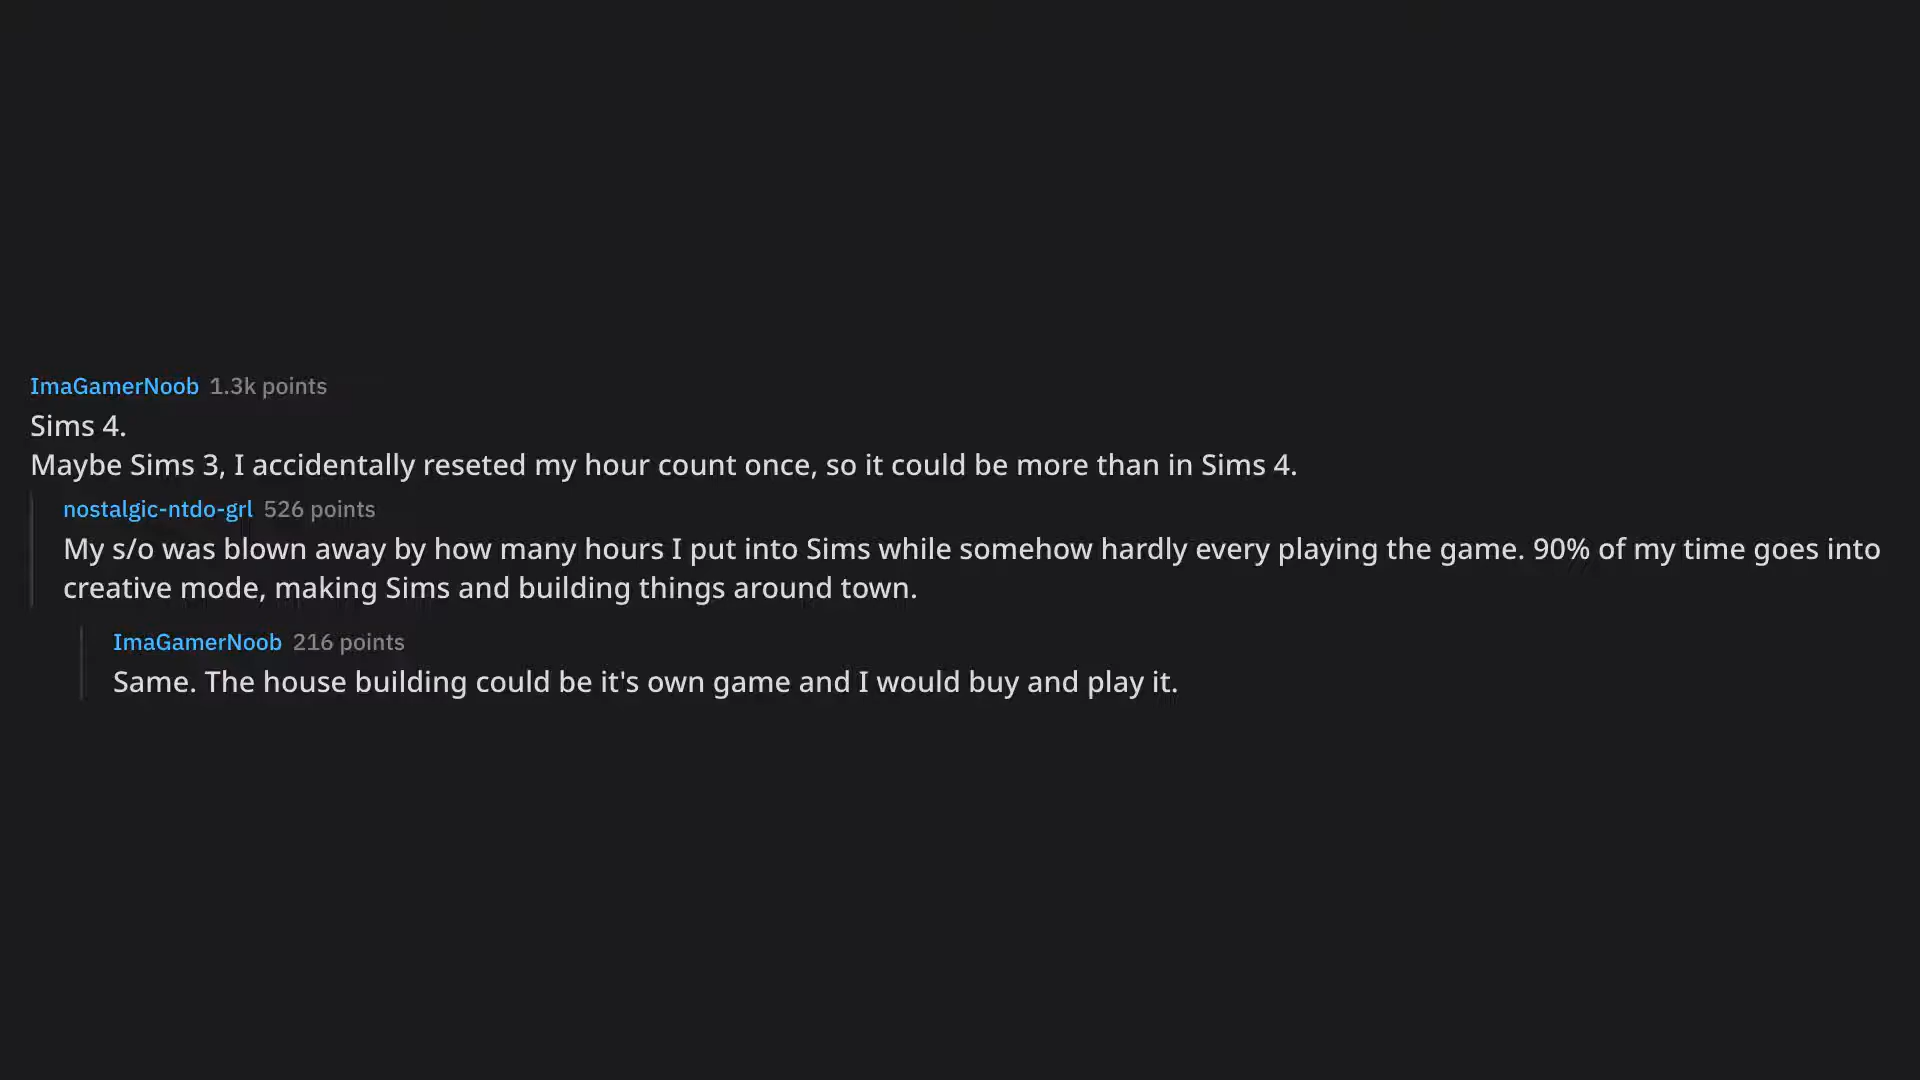 ImaGamerNoob 1.3k points
Sims 4.
Maybe Sims 3, I accidentally reseted my hour count once, so it could be more than in Sims 4.
nostalgic-ntdo-grl 526 points
My s/o was blown away by how many hours I put into Sims while somehow hardly every playing the game. 90% of my time goes into
creative mode, making Sims and building things around town.
ImaGamerNoob 216 points
Same. The house building could be it's own game and I would buy and play it.